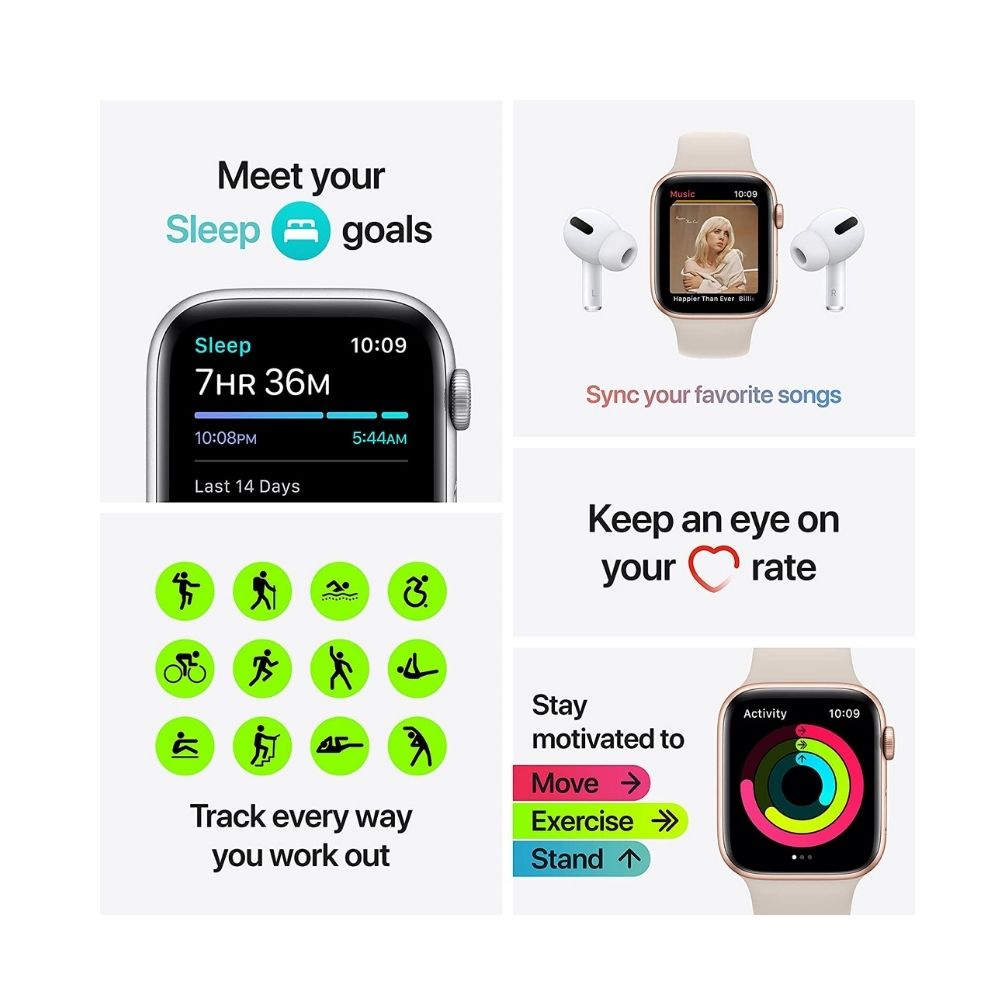 Meet your
Sleep goals
Sleep 10:09
7HR 36M
10:08PM 5:44AM
Last 14 Days
Music 10:09
Happier Than Ever Billie
L
R
Sync your favorite songs
Keep an eye on
your rate
Track every way
you work out
Stay
motivated to
Move
Exercise
Stand
Activity 10:09